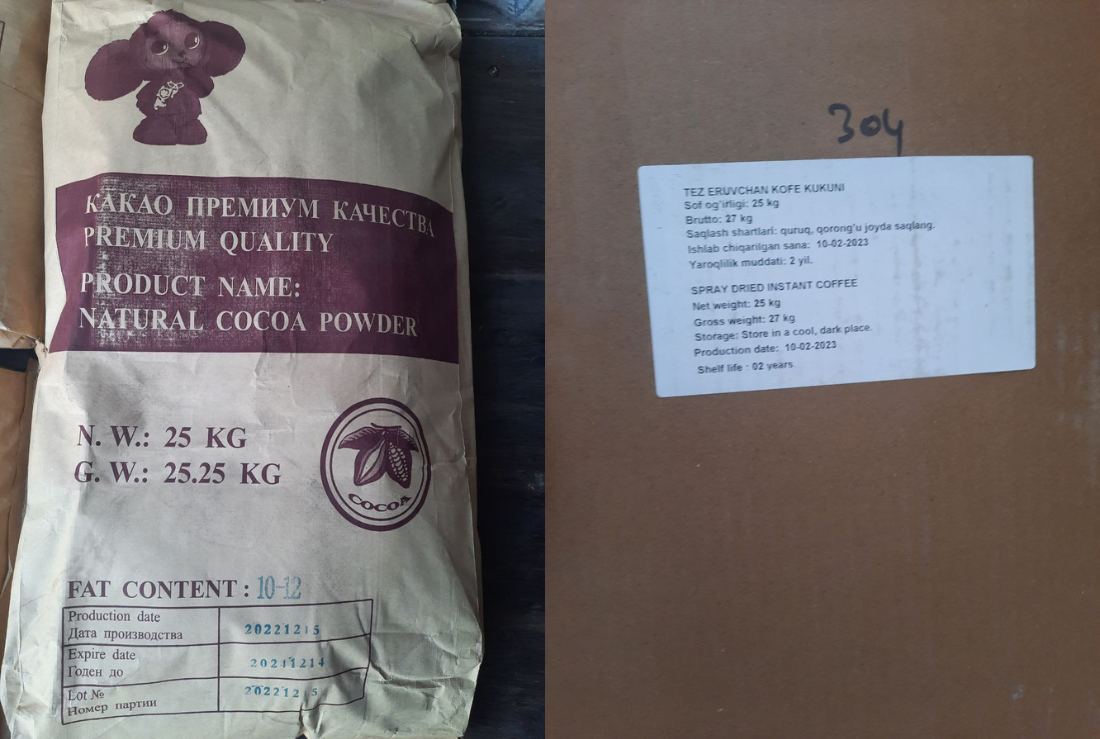 КАКАО ПРЕМИУМ КАЧЕСТВА
PREMIUM QUALITY
PRODUCT NAME:
NATURAL COCOA POWDER
N. W.: 25 KG
G. W.: 25.25 KG
COCOA
FAT CONTENT: 10-12
Production date
Дата производства
20221215
Expire date
Годен до
20241214
Lot №
Номер партии
20221215
304
TEZ ERUVCHAN KOFE KUKUNI
Sof og'irligi: 25 kg
Brutto: 27 kg
Saqlash shartlari: quruq, qorong'u joyda saqlang.
Ishlab chiqarilgan sana: 10-02-2023
Yaroqlilik muddati: 2 yil.
SPRAY DRIED INSTANT COFFEE
Net weight: 25 kg
Gross weight: 27 kg
Storage: Store in a cool, dark place.
Production date: 10-02-2023
Shelf life : 02 years